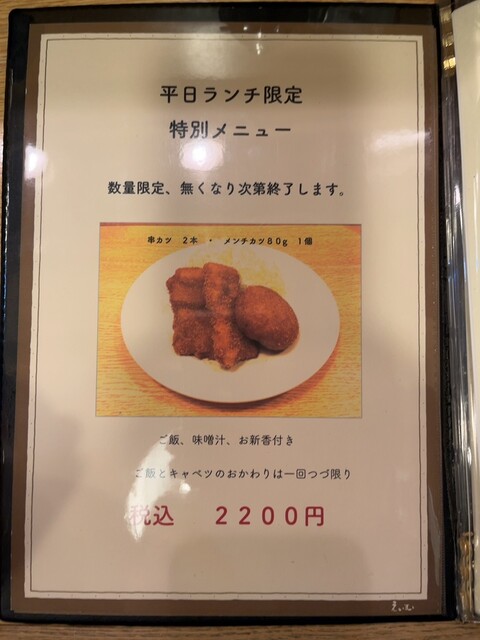 平日ランチ限定
特別メニュー
数量限定、無くなり次第終了します。
串カツ 2本 ・ メンチカツ80g 1個
ご飯、味噌汁、お新香付き
ご飯とキャベツのおかわりは一回つづ限り
税込 2200円